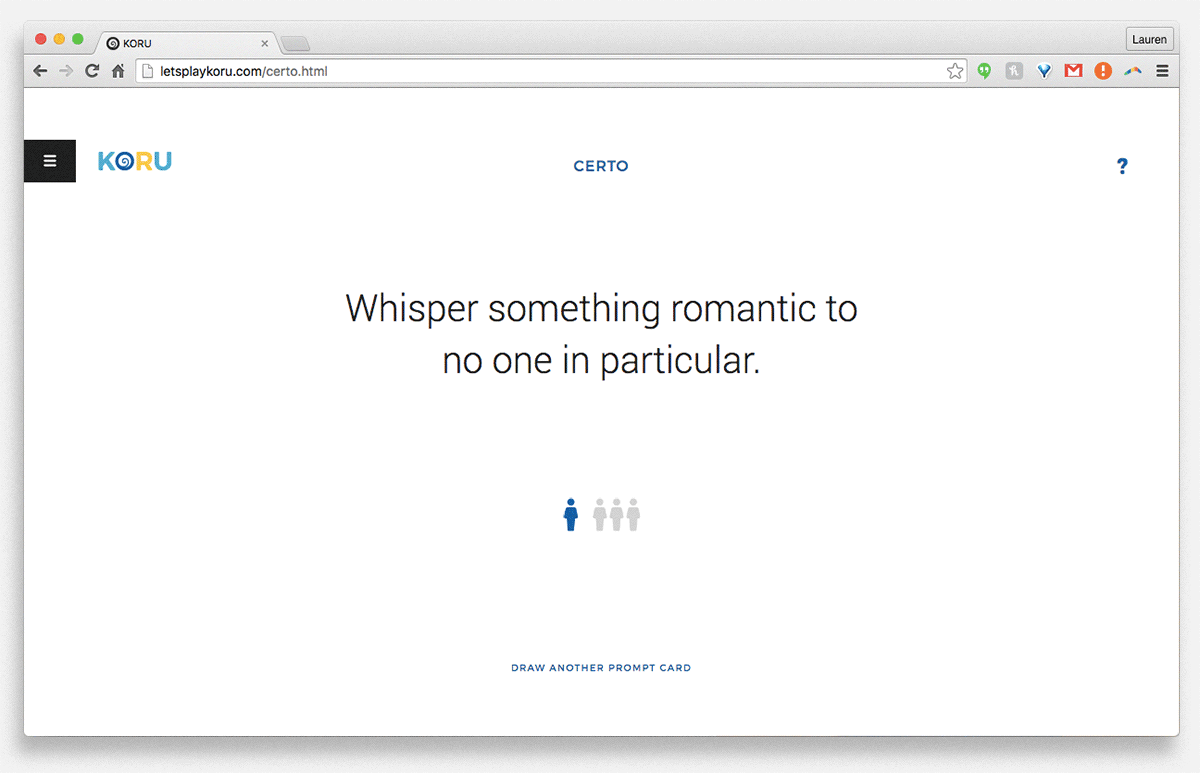 KORU
Lauren
letsplaykoru.com/certo.html
KORU
CERTO
?
Whisper something romantic to
no one in particular.
DRAW ANOTHER PROMPT CARD